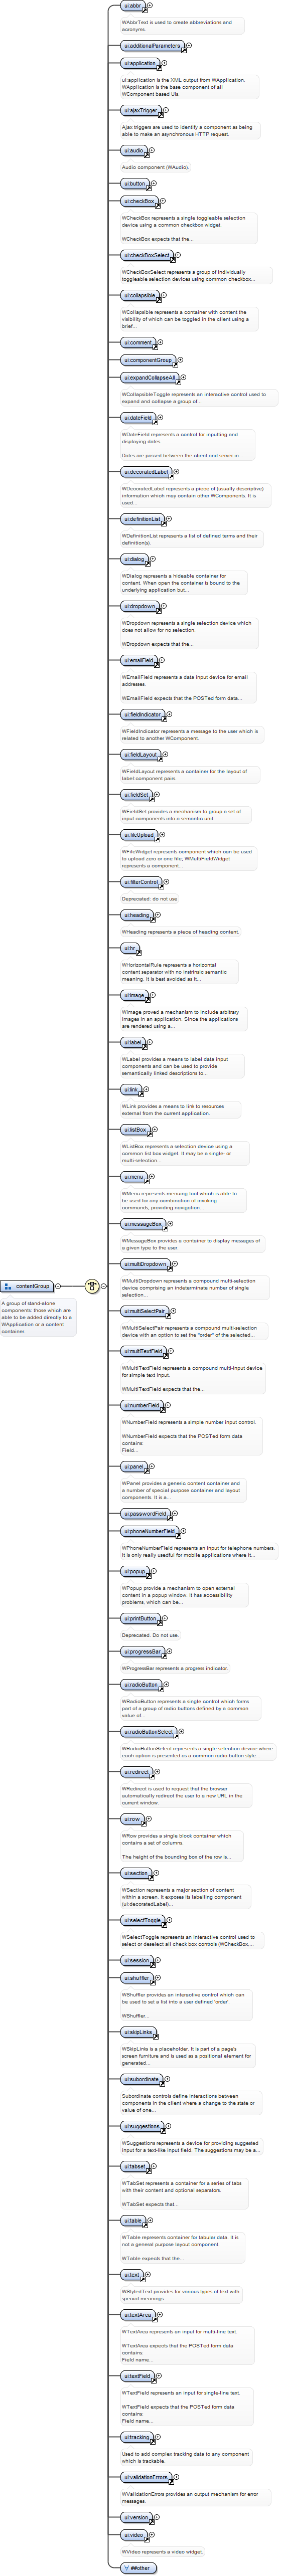 ui:abbr
WAbbrText is used to create abbreviations and
acronyms.
ui:additionalParameters
ui:application
ui:application is the XML output from WApplication.
WApplication is the base component of all
WComponent based UIs.
ui:ajaxTrigger
Ajax triggers are used to identify a component as being
able to make an asynchronous HTTP request.
ui:audio
Audio component (WAudio).
ui:button
ui:checkBox
WCheckBox represents a single toggleable selection
device using a common checkbox widget.
WCheckBox expects that the...
ui:checkBoxSelect
WCheckBoxSelect represents a group of individually
toggleable selection devices using common checkbox...
ui:collapsible
WCollapsible represents a container with content the
visibility of which can be toggled in the client using a
brief...
ui:comment
ui:componentGroup
ui:expandCollapseAll
WCollapsibleToggle represents an interactive control used to
expand and collapse a group of...
ui:dateField
WDateField represents a control for inputting and
displaying dates.
Dates are passed between the client and server in...
ui:decoratedLabel
WDecoratedLabel represents a piece of (usually descriptive)
information which may contain other WComponents. It is
used...
ui:definitionList
WDefinitionList represents a list of defined terms and their
definition(s).
ui:dialog
WDialog represents a hideable container for
content. When open the container is bound to the
underlying application but...
ui:dropdown
WDropdown represents a single selection device which
does not allow for no selection.
WDropdown expects that the...
ui:emailField
WEmailField represents a data input device for email
addresses.
WEmailField expects that the POSTed form data...
ui:fieldIndicator
WFieldIndicator represents a message to the user which is
related to another WComponent.
ui:fieldLayout
WFieldLayout represents a container for the layout of
label:component pairs.
ui:fieldSet
WFieldSet provides a mechanism to group a set of
input components into a semantic unit.
ui:fileUpload
WFileWidget represents component which can be used
to upload zero or one file; WMultiFieldWidget
represents a component...
ui:filterControl
Deprecated: do not use.
ui:heading
WHeading represents a piece of heading content.
ui:hr
WHorizontalRule represents a horizontal
content separator with no instrinsic semantic
meaning. It is best avoided as it...
ui:image
WImage proved a mechanism to include arbitrary
images in an application. Since the applications
are rendered using a...
ui:label
WLabel provides a means to label data input
components and can be used to provide
semantically linked descriptions to...
ui:link
WLink provides a means to link to resources
external from the current application.
ui:listBox
WListBox represents a selection device using a
common list box widget. It may be a single- or
multi-selection...
ui:menu
WMenu represents menuing tool which is able to
be used for any combination of invoking
commands, providing navigation...
ui:messageBox
WMessageBox provides a container to display messages of
a given type to the user.
ui:multiDropdown
WMultiDropdown represents a compound multi-selection
device comprising an indeterminate number of single
selection...
contentGroup
A group of stand-alone
components: those which are
able to be added directly to a
WApplication or a content
container.
ui:multiSelectPair
WMultiSelectPair represents a compound multi-selection
device with an option to set the "order" of the selected...
ui:multiTextField
WMultiTextField represents a compound multi-input device
for simple text input.
WMultiTextField expects that the...
ui:numberField
WNumberField represents a simple number input control.
WNumberField expects that the POSTed form data
contains:
Field...
ui:panel
WPanel provides a generic content container and
a number of special purpose container and layout
components. It is a...
ui:passwordField
ui:phoneNumberField
WPhoneNumberField represents an input for telephone numbers.
It is only really usedful for mobile applications where it...
ui:popup
WPopup provide a mechanism to open external
content in a popup window. It has accessibility
problems, which can be...
ui:printButton
Deprecated. Do not use.
ui:progressBar
WProgressBar represents a progress indicator.
ui:radioButton
WRadioButton represents a single control which forms
part of a group of radio buttons defined by a common
value of...
ui:radioButtonSelect
WRadioButtonSelect represents a single selection device where
each option is presented as a common radio button style...
ui:redirect
WRedirect is used to request that the browser
automatically redirect the user to a new URL in the
current window.
ui:row
WRow provides a single block container which
contains a set of columns.
The height of the bounding box of the row is...
ui:section
WSection represents a major section of content
within a screen. It exposes its labelling component
(ui:decoratedLabel)...
ui:selectToggle
WSelectToggle represents an interactive control used to
select or deselect all check box controls (WCheckBox,...
ui:session
ui:shuffler
WShuffler provides an interactive control which can
be used to set a list into a user defined 'order'.
WShuffler...
ui:skipLinks
WSkipLinks is a placeholder. It is part of a page's
screen furniture and is used as a positional element for
generated...
ui:subordinate
Subordinate controls define interactions between
components in the client where a change to the state or
value of one...
ui:suggestions
WSuggestions represents a device for providing suggested
input for a text-like input field. The suggestions may be a...
ui:tabset
WTabSet represents a container for a series of tabs
with their content and optional separators.
WTabSet expects that...
ui:table
WTable represents container for tabular data. It is
not a general purpose layout component.
WTable expects that the...
ui:text
WStyledText provides for various types of text with
special meanings.
ui:textArea
WTextArea represents an input for multi-line text.
WTextArea expects that the POSTed form data
contains:
Field name...
ui:textField
WTextField represents an input for single-line text.
WTextField expects that the POSTed form data
contains:
Field name...
ui:tracking
Used to add complex tracking data to any component
which is trackable.
ui:validationErrors
WValidationErrors provides an output mechanism for error
messages.
ui:version
ui:video
WVideo represents a video widget.
##other